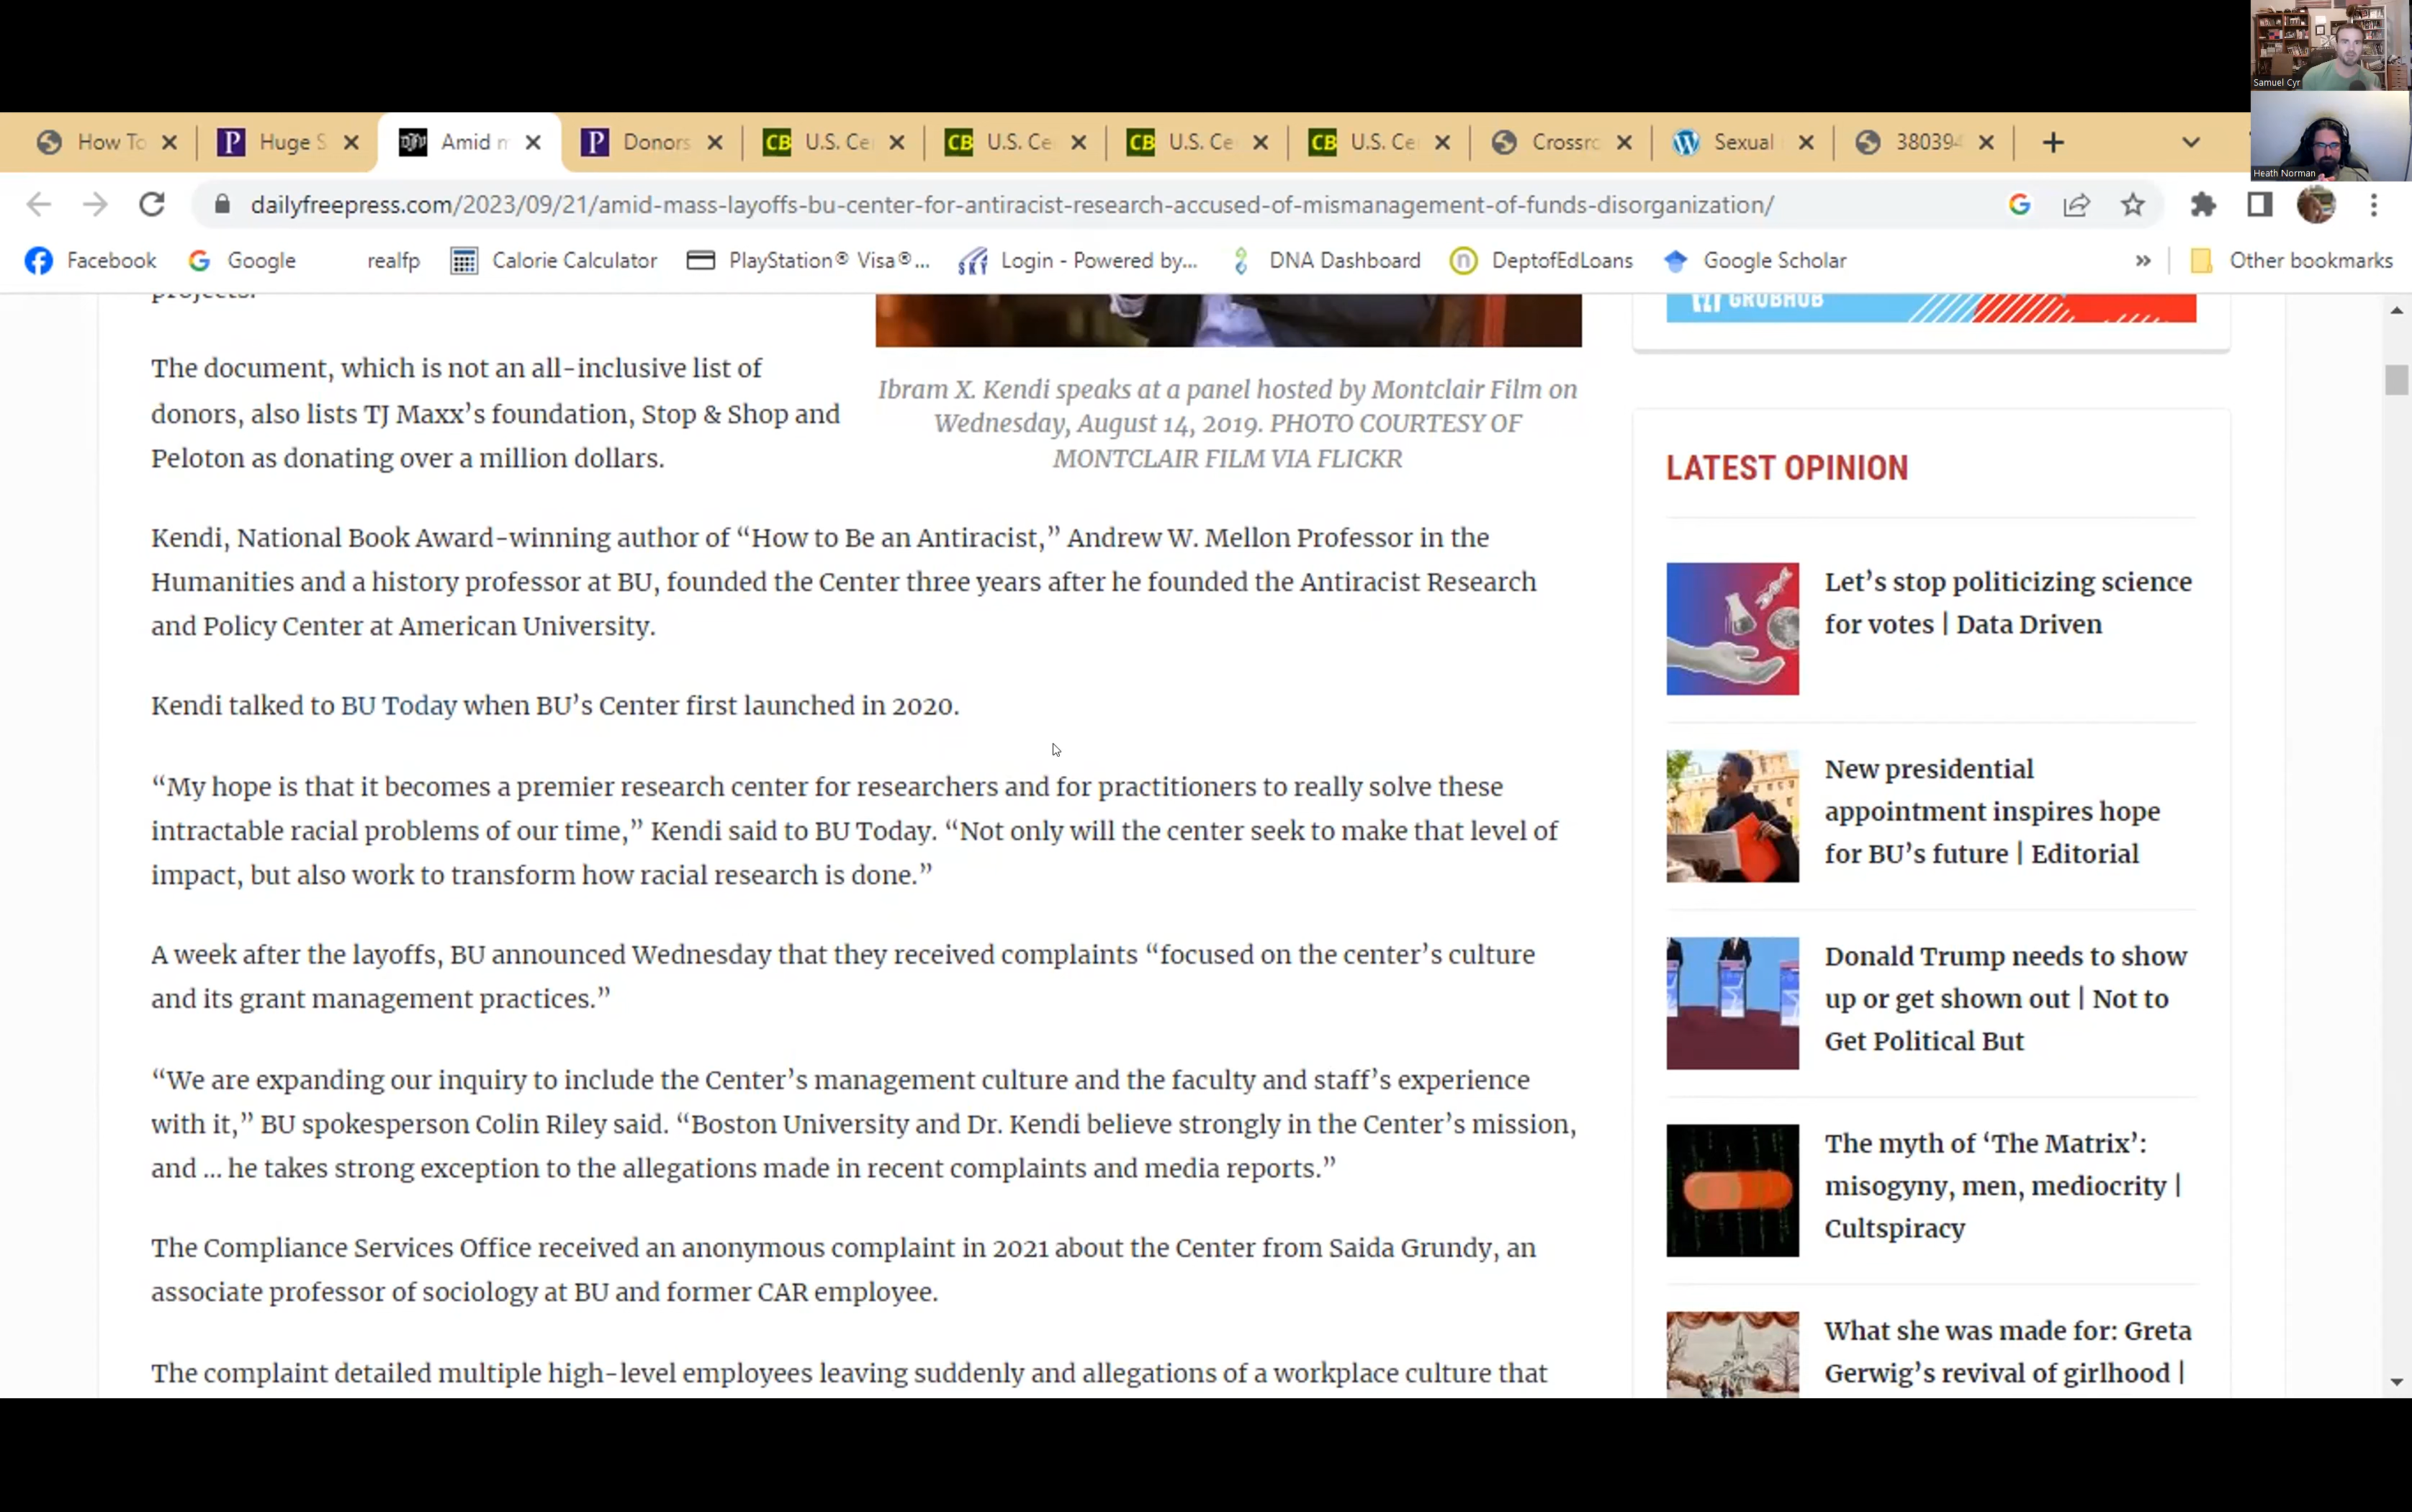 Samuel Cyr
Heath Norman
How To
Huge S
Amid m
Donors
CB U.S. Ce
CB U.S. Ce
CB U.S. Ce
CB U.S. Ce
Crossro
Sexual
380394
dailyfreepress.com/2023/09/21/amid-mass-layoffs-bu-center-for-antiracist-research-accused-of-mismanagement-of-funds-disorganization/
Facebook
Google
realfp
Calorie Calculator
PlayStation® Visa®...
Login - Powered by...
DNA Dashboard
DeptofEdLoans
Google Scholar
»
Other bookmarks
projects.
The document, which is not an all-inclusive list of
donors, also lists TJ Maxx’s foundation, Stop & Shop and
Peloton as donating over a million dollars.
Ibram X. Kendi speaks at a panel hosted by Montclair Film on
Wednesday, August 14, 2019. PHOTO COURTESY OF
MONTCLAIR FILM VIA FLICKR
Kendi, National Book Award-winning author of “How to Be an Antiracist,” Andrew W. Mellon Professor in the
Humanities and a history professor at BU, founded the Center three years after he founded the Antiracist Research
and Policy Center at American University.
Kendi talked to BU Today when BU’s Center first launched in 2020.
“My hope is that it becomes a premier research center for researchers and for practitioners to really solve these
intractable racial problems of our time,” Kendi said to BU Today. “Not only will the center seek to make that level of
impact, but also work to transform how racial research is done.”
A week after the layoffs, BU announced Wednesday that they received complaints “focused on the center’s culture
and its grant management practices.”
“We are expanding our inquiry to include the Center’s management culture and the faculty and staff’s experience
with it,” BU spokesperson Colin Riley said. “Boston University and Dr. Kendi believe strongly in the Center’s mission,
and ... he takes strong exception to the allegations made in recent complaints and media reports.”
The Compliance Services Office received an anonymous complaint in 2021 about the Center from Saida Grundy, an
associate professor of sociology at BU and former CAR employee.
The complaint detailed multiple high-level employees leaving suddenly and allegations of a workplace culture that
GRUBHUB
LATEST OPINION
Let’s stop politicizing science
for votes | Data Driven
New presidential
appointment inspires hope
for BU’s future | Editorial
Donald Trump needs to show
up or get shown out | Not to
Get Political But
The myth of ‘The Matrix’:
misogyny, men, mediocrity |
Cultspiracy
What she was made for: Greta
Gerwig’s revival of girlhood |